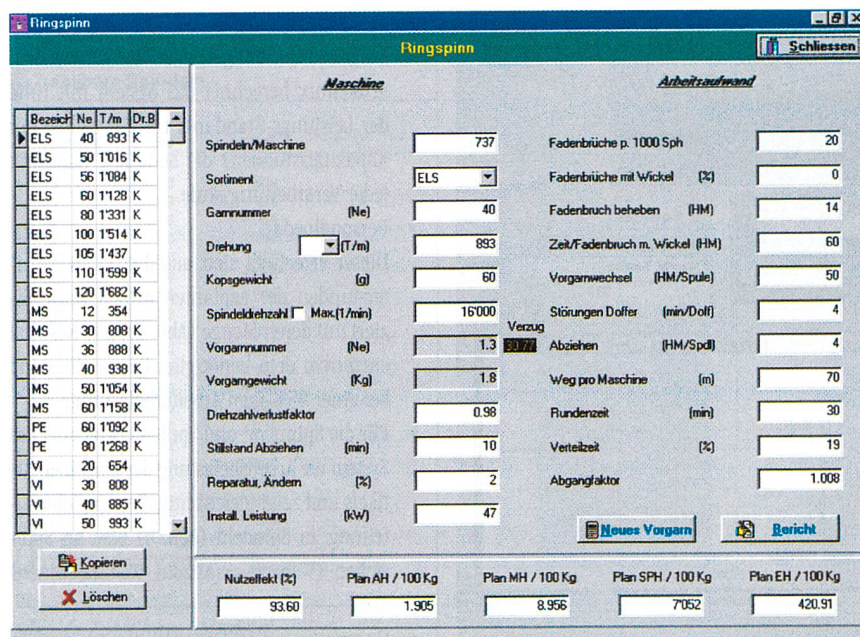 Ringspinn
Ringspinn
Schliessen
Maschine
Arbeitsaufwand
Bezeich Ne T/m Dr.B
ELS 40 893 K
ELS 50 1'016 K
ELS 56 1'084 K
ELS 60 1'128 K
ELS 80 1'331 K
ELS 100 1'514 K
ELS 105 1'437
ELS 110 1'599 K
ELS 120 1'682 K
MS 12 354
MS 30 808 K
MS 36 888 K
MS 40 938 K
MS 50 1'054 K
MS 60 1'158 K
PE 60 1'092 K
PE 80 1'268 K
VI 20 654
VI 30 808
VI 40 885 K
VI 50 993 K
Kopieren
Löschen
Spindeln/Maschine 737
Sortiment ELS
Garnnummer (Ne) 40
Drehung (T/m) 893
Kopsgewicht (g) 60
Spindeldrehzahl Max.(1/min) 16'000
Vorgarnnummer (Ne) 1.3
Verzug
30.77
Vorgarngewicht (Kg) 1.8
Drehzahlverlustfaktor 0.98
Stillstand Abziehen (min) 10
Reparatur, Ändern (%) 2
Install. Leistung (kW) 47
Fadenbrüche p. 1000 Sph 20
Fadenbrüche mit Wickel (%) 0
Fadenbruch beheben (HM) 14
Zeit/Fadenbruch m. Wickel (HM) 60
Vorgarnwechsel (HM/Spule) 50
Störungen Doffer (min/Doff) 4
Abziehen (HM/Spdl) 4
Weg pro Maschine (m) 70
Rundenzeit (min) 30
Verteilzeit (%) 19
Abgangfaktor 1.008
Neues Vorgarn
Bericht
Nutzeffekt (%) Plan AH / 100 Kg Plan MH / 100 Kg Plan SPH / 100 Kg Plan EH / 100 Kg
93.60 1.905 8.956 7'052 420.91